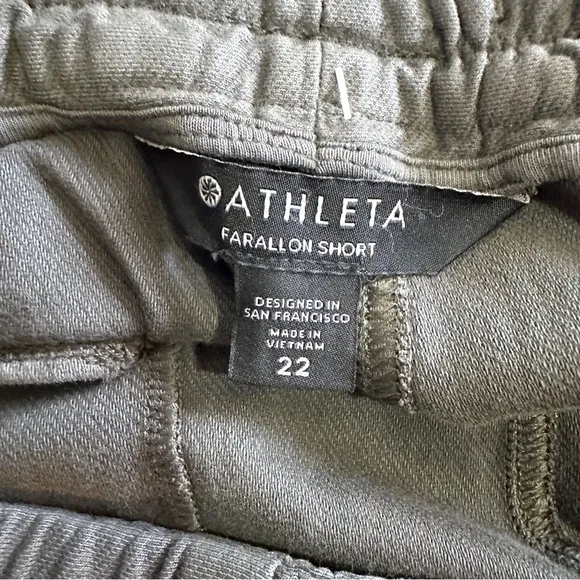 ATHLETA
FARALLON SHORT
DESIGNED IN
SAN FRANCISCO
MADE IN
VIETNAM
22